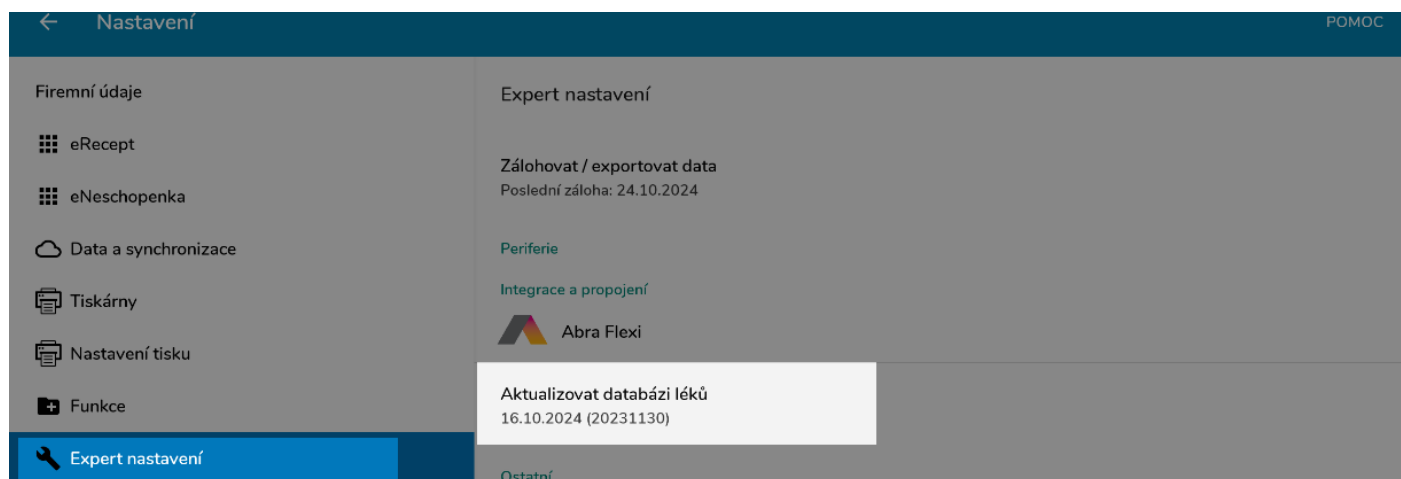 Nastavení
POMOC
Firemní údaje
eRecept
eNeschopenka
Data a synchronizace
Tiskárny
Nastavení tisku
Funkce
Expert nastavení
Expert nastavení
Zálohovat / exportovat data
Poslední záloha: 24.10.2024
Periferie
Integrace a propojení
Abra Flexi
Aktualizovat databázi léků
16.10.2024 (20231130)
Ostatní